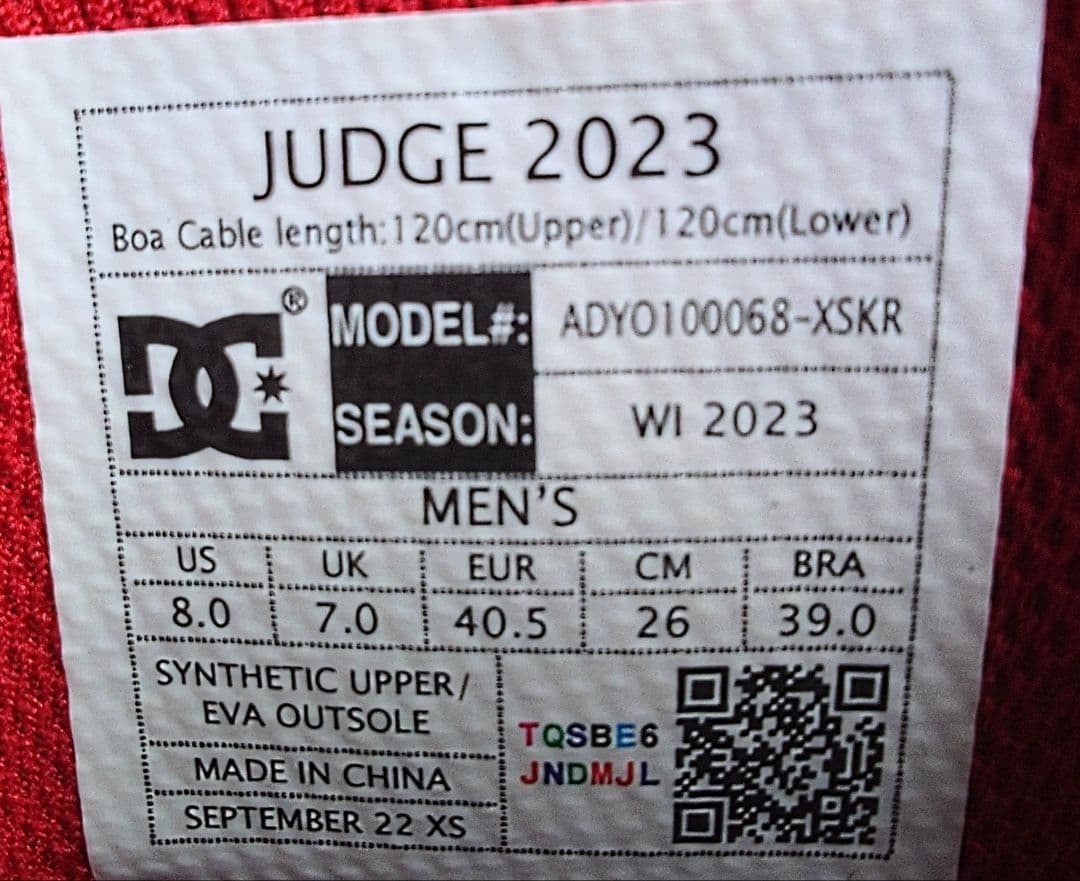 JUDGE 2023
Boa Cable length:120cm(Upper)/120cm(Lower)
DC ®
MODEL#: ADYO100068-XSKR
SEASON: WI 2023
MEN'S
US UK EUR CM BRA
8.0 7.0 40.5 26 39.0
SYNTHETIC UPPER/
EVA OUTSOLE
MADE IN CHINA
SEPTEMBER 22 XS
TQSBE6
JNDMJL